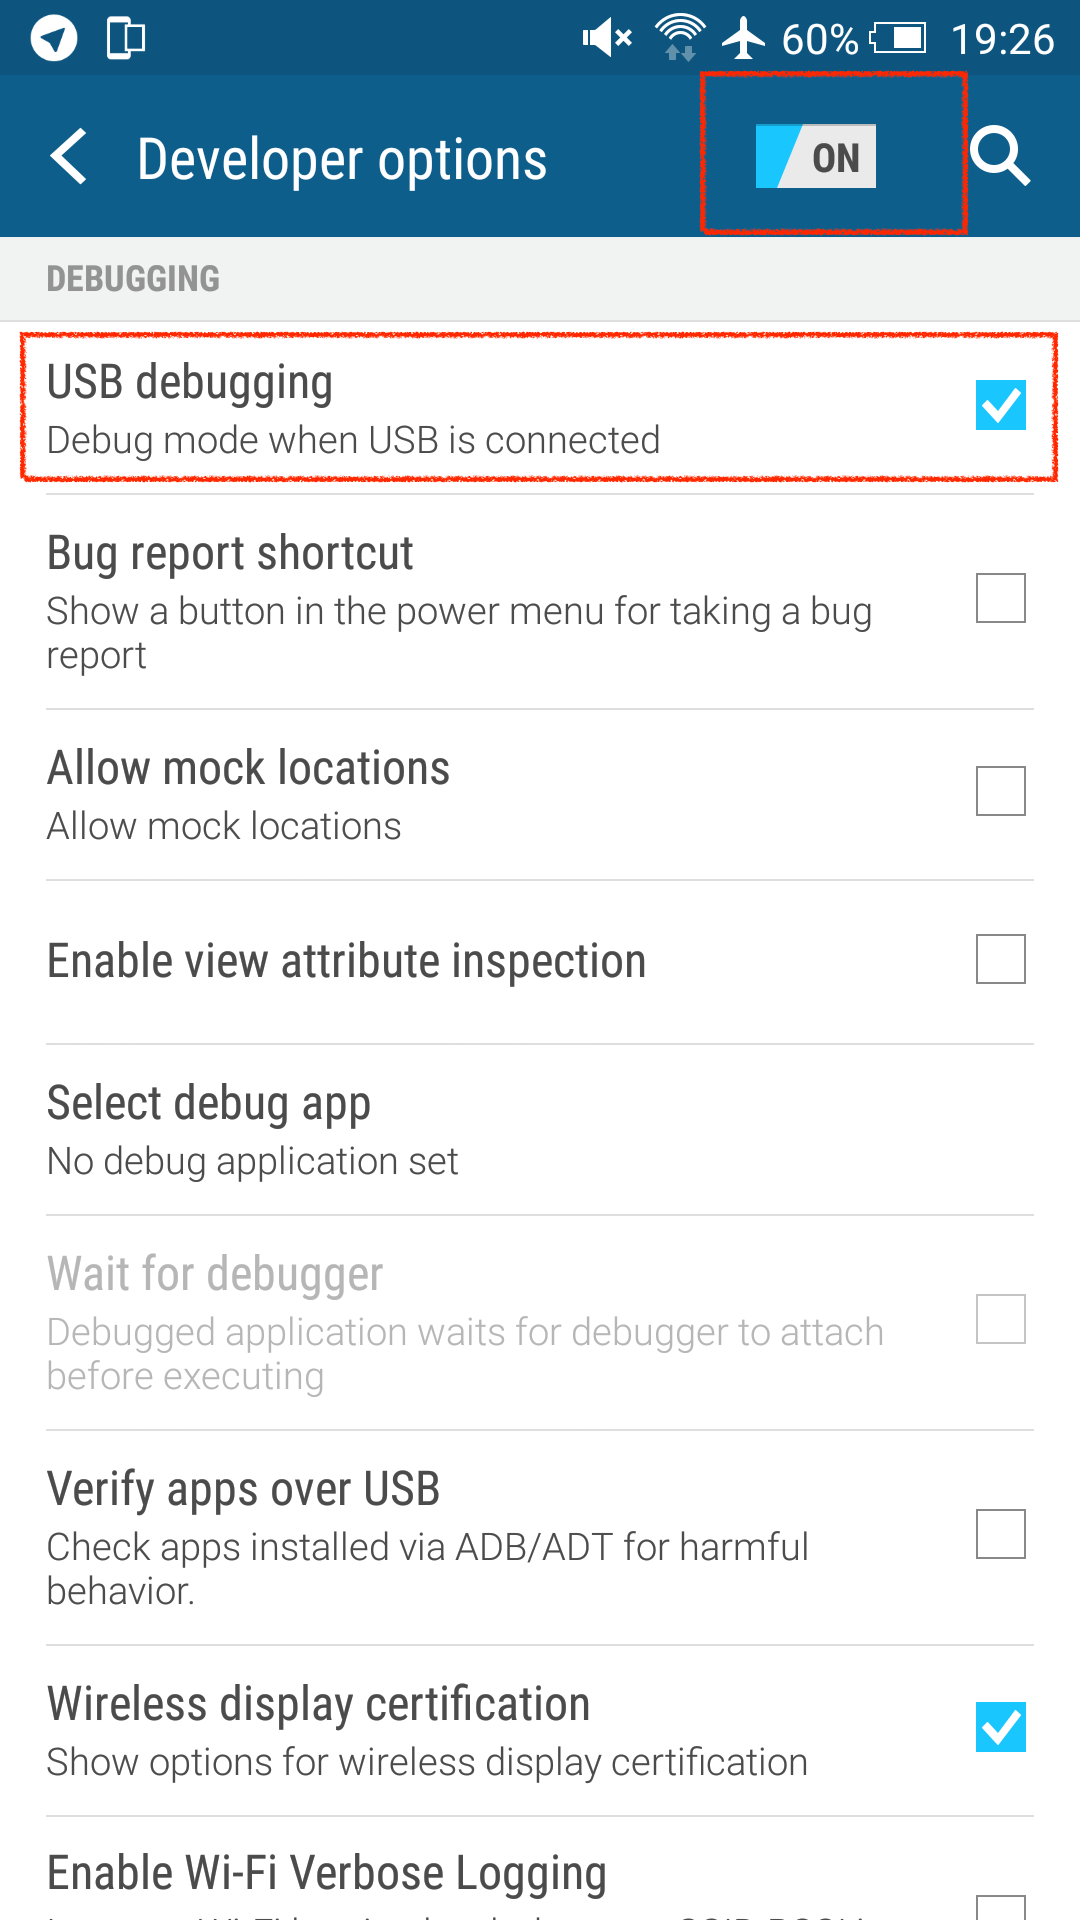 60% 19:26
Developer options ON
DEBUGGING
USB debugging
Debug mode when USB is connected
Bug report shortcut
Show a button in the power menu for taking a bug
report
Allow mock locations
Allow mock locations
Enable view attribute inspection
Select debug app
No debug application set
Wait for debugger
Debugged application waits for debugger to attach
before executing
Verify apps over USB
Check apps installed via ADB/ADT for harmful
behavior.
Wireless display certification
Show options for wireless display certification
Enable Wi-Fi Verbose Logging